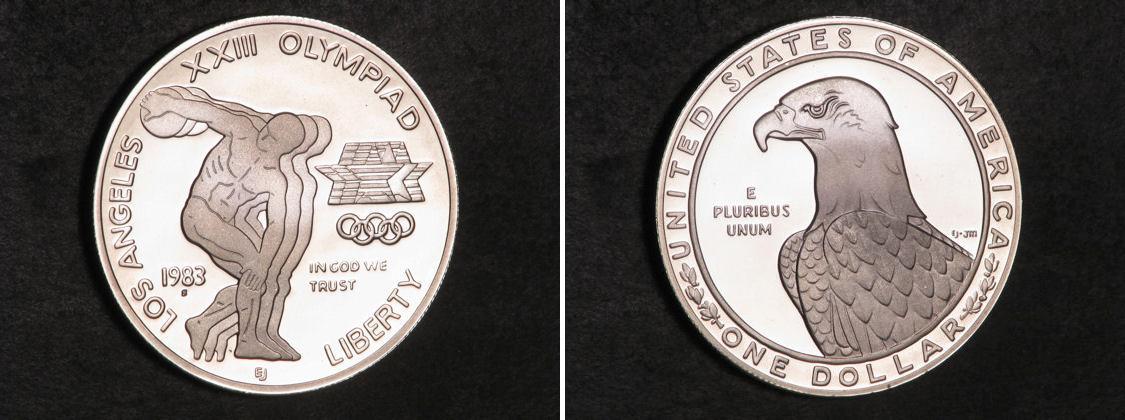 LOS ANGELES XXIII OLYMPIAD
1983
S
IN GOD WE
TRUST
LIBERTY
EJ
UNITED STATES OF AMERICA
E
PLURIBUS
UNUM
EJ·JM
ONE DOLLAR